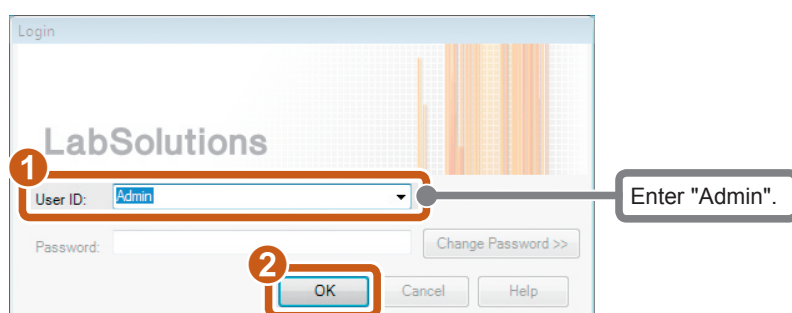 Login
LabSolutions
1
User ID: Admin
Enter "Admin".
Password: Change Password >>
2
OK Cancel Help